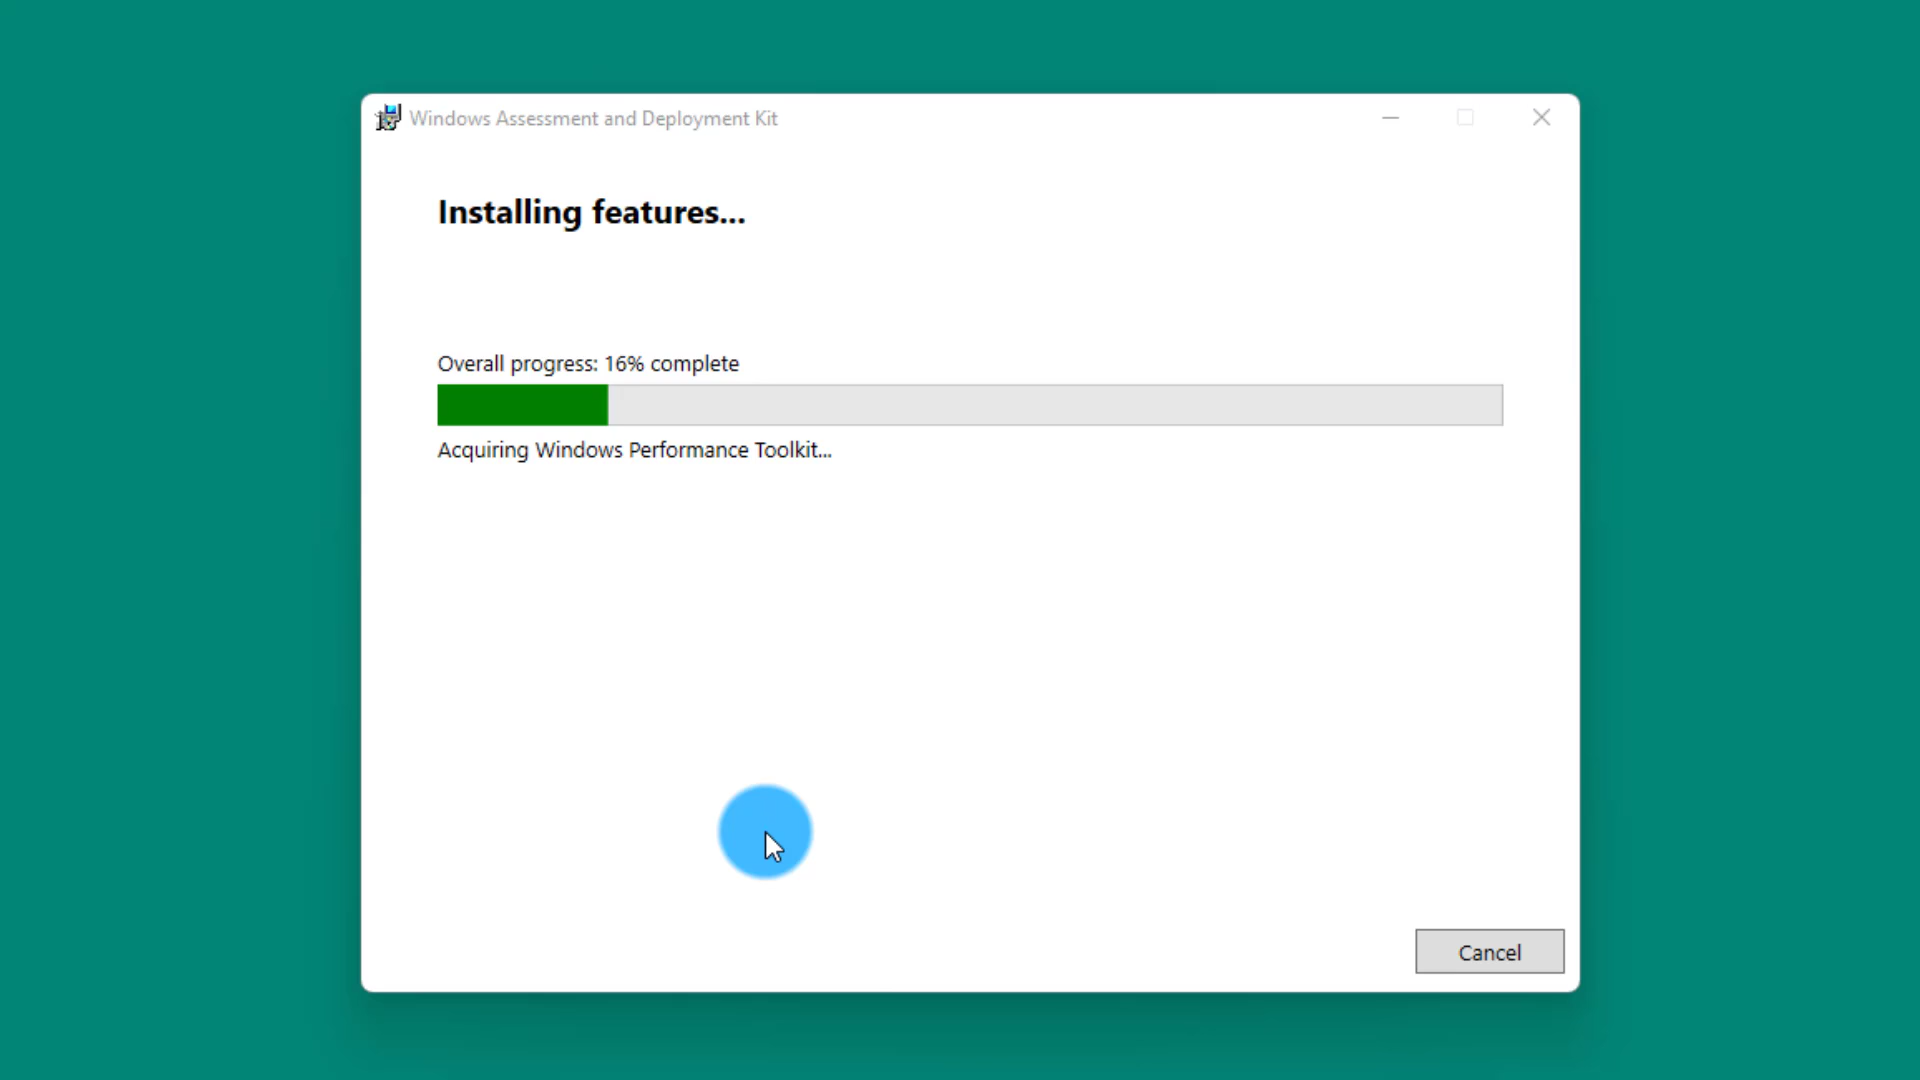 Windows Assessment and Deployment Kit
Installing features...
Overall progress: 16% complete
Acquiring Windows Performance Toolkit...
Cancel